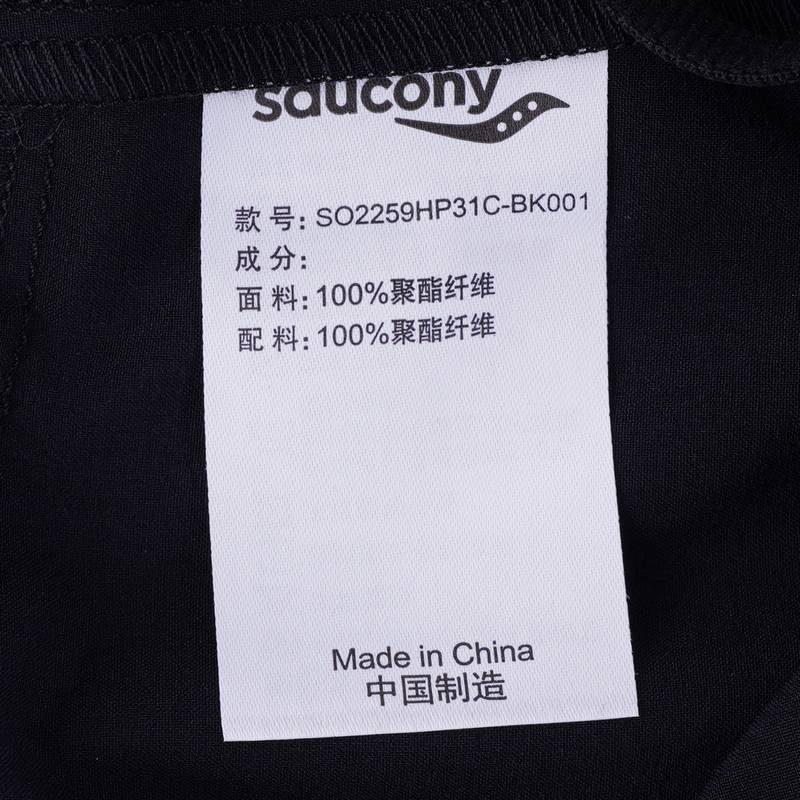 saucony
款号: SO2259HP31C-BK001
成分:
面料: 100%聚酯纤维
配料: 100%聚酯纤维
Made in China
中国制造